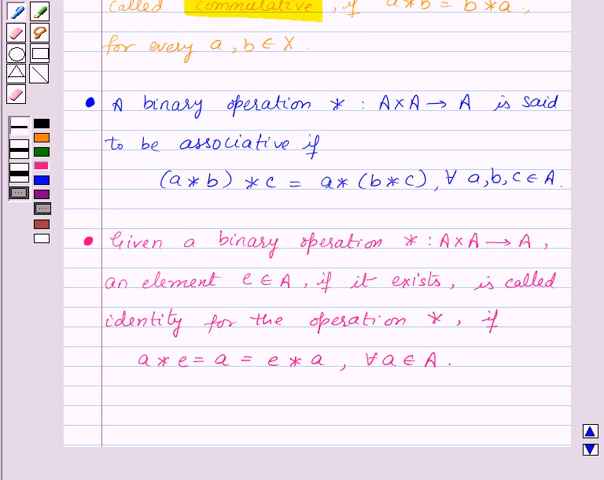 called commutative, if a*b = b*a,
for every a, b ∈ X.
• A binary operation * : A×A → A is said
to be associative if
(a*b)*c = a*(b*c), ∀ a,b,c ∈ A.
• Given a binary operation * : A×A → A,
an element e ∈ A, if it exists, is called
identity for the operation *, if
a*e = a = e*a, ∀ a ∈ A.